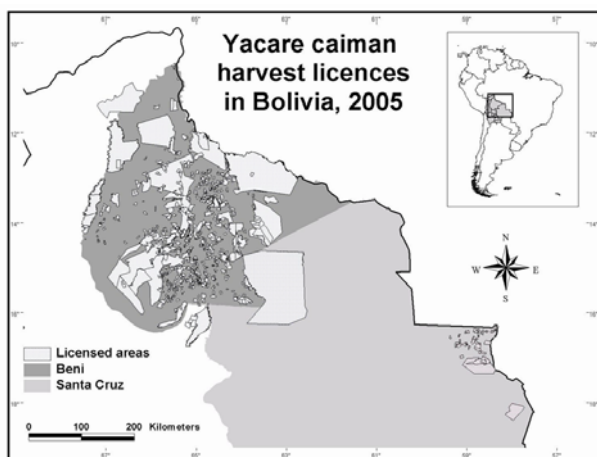 Yacare caiman
harvest licences
in Bolivia, 2005
N
W E
S
Licensed areas
Beni
Santa Cruz
0 100 200 Kilometers